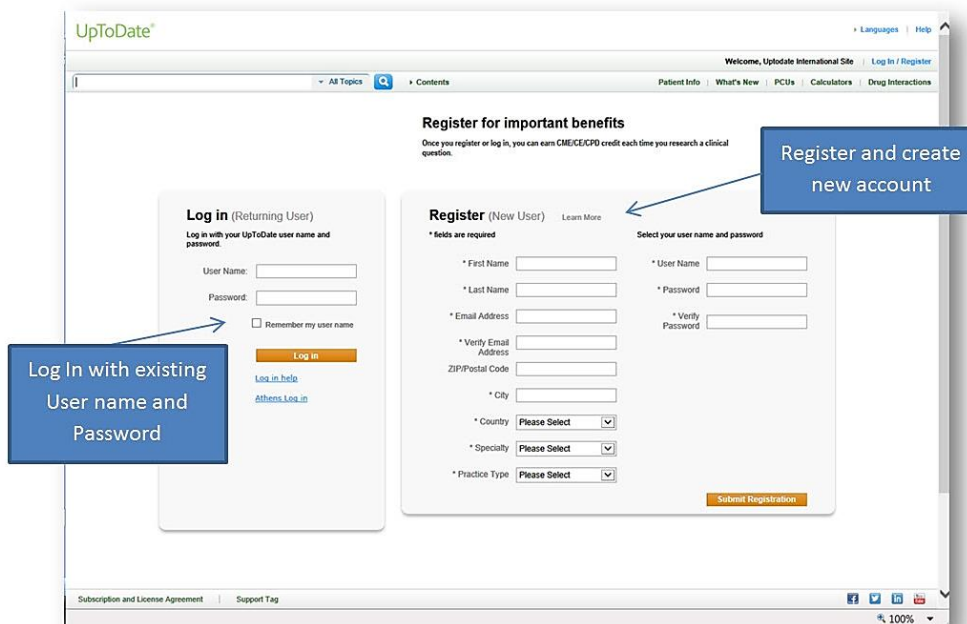 UpToDate®
Languages | Help
Welcome, Uptodate International Site | Log In / Register
All Topics Contents Patient Info | What's New | PCUs | Calculators | Drug Interactions
Register for important benefits
Once you register or log in, you can earn CME/CE/CPD credit each time you research a clinical
question.
Register and create
new account
Log in (Returning User)
Log in with your UpToDate user name and
password.
User Name:
Password:
Remember my user name
Log in
Log in help
Athens Log in
Log In with existing
User name and
Password
Register (New User) Learn More
* fields are required
* First Name
* Last Name
* Email Address
* Verify Email
Address
ZIP/Postal Code
* City
* Country Please Select
* Specialty Please Select
* Practice Type Please Select
Select your user name and password
* User Name
* Password
* Verify
Password
Submit Registration
Subscription and License Agreement | Support Tag
100%